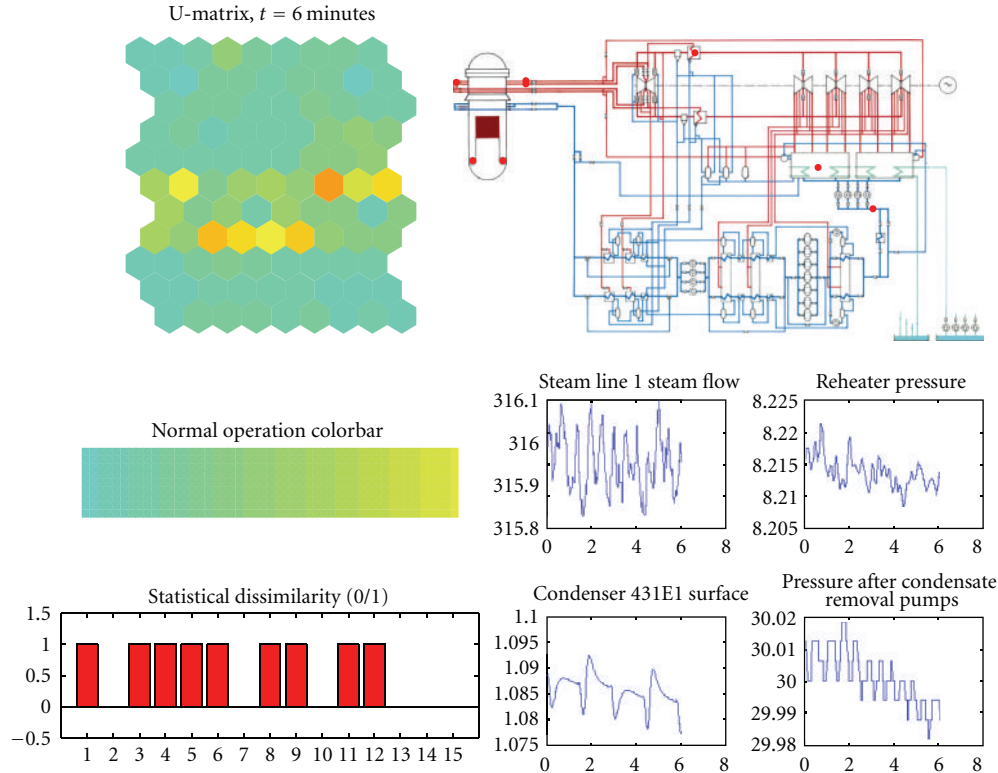 U-matrix, t = 6 minutes
Normal operation colorbar
Steam line 1 steam flow
316.1
316
315.9
315.8
0 2 4 6 8
Reheater pressure
8.225
8.22
8.215
8.21
8.205
0 2 4 6 8
Statistical dissimilarity (0/1)
1.5
1
0.5
0
−0.5
1 2 3 4 5 6 7 8 9 10 11 12 13 14 15
Condenser 431E1 surface
1.1
1.095
1.09
1.085
1.08
1.075
0 2 4 6 8
Pressure after condensate
removal pumps
30.02
30.01
30
29.99
29.98
0 2 4 6 8